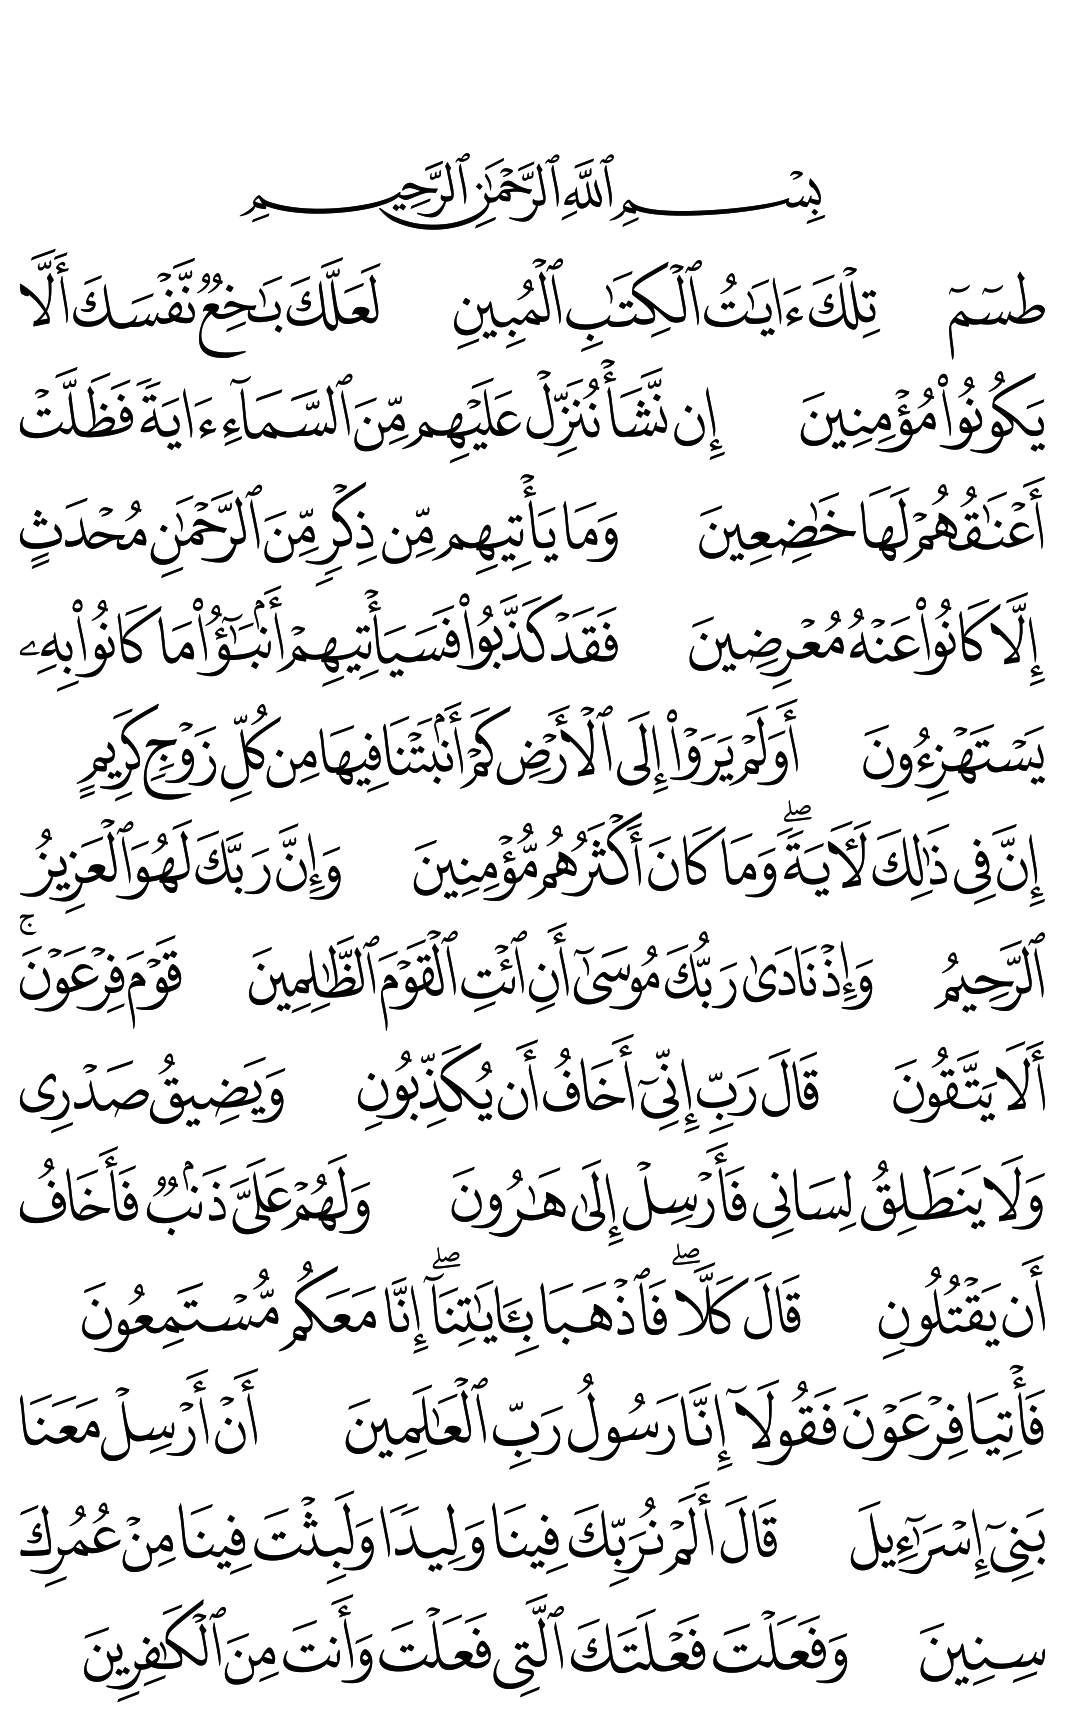 بِسْمِ ٱللَّهِ ٱلرَّحْمَٰنِ ٱلرَّحِيمِ
طسٓمٓ تِلْكَ ءَايَٰتُ ٱلْكِتَٰبِ ٱلْمُبِينِ لَعَلَّكَ بَٰخِعٌ نَّفْسَكَ أَلَّا
يَكُونُوا۟ مُؤْمِنِينَ إِن نَّشَأْ نُنَزِّلْ عَلَيْهِم مِّنَ ٱلسَّمَآءِ ءَايَةً فَظَلَّتْ
أَعْنَٰقُهُمْ لَهَا خَٰضِعِينَ وَمَا يَأْتِيهِم مِّن ذِكْرٍ مِّنَ ٱلرَّحْمَٰنِ مُحْدَثٍ
إِلَّا كَانُوا۟ عَنْهُ مُعْرِضِينَ فَقَدْ كَذَّبُوا۟ فَسَيَأْتِيهِمْ أَنۢبَٰٓؤُا۟ مَا كَانُوا۟ بِهِۦ
يَسْتَهْزِءُونَ أَوَلَمْ يَرَوْا۟ إِلَى ٱلْأَرْضِ كَمْ أَنۢبَتْنَا فِيهَا مِن كُلِّ زَوْجٍ كَرِيمٍ
إِنَّ فِى ذَٰلِكَ لَءَايَةً ۖ وَمَا كَانَ أَكْثَرُهُم مُّؤْمِنِينَ وَإِنَّ رَبَّكَ لَهُوَ ٱلْعَزِيزُ
ٱلرَّحِيمُ وَإِذْ نَادَىٰ رَبُّكَ مُوسَىٰٓ أَنِ ٱئْتِ ٱلْقَوْمَ ٱلظَّٰلِمِينَ قَوْمَ فِرْعَوْنَ ۚ
أَلَا يَتَّقُونَ قَالَ رَبِّ إِنِّىٓ أَخَافُ أَن يُكَذِّبُونِ وَيَضِيقُ صَدْرِى
وَلَا يَنطَلِقُ لِسَانِى فَأَرْسِلْ إِلَىٰ هَٰرُونَ وَلَهُمْ عَلَىَّ ذَنۢبٌ فَأَخَافُ
أَن يَقْتُلُونِ قَالَ كَلَّا ۖ فَٱذْهَبَا بِـَٔايَٰتِنَآ ۖ إِنَّا مَعَكُم مُّسْتَمِعُونَ
فَأْتِيَا فِرْعَوْنَ فَقُولَآ إِنَّا رَسُولُ رَبِّ ٱلْعَٰلَمِينَ أَنْ أَرْسِلْ مَعَنَا
بَنِىٓ إِسْرَٰٓءِيلَ قَالَ أَلَمْ نُرَبِّكَ فِينَا وَلِيدًا وَلَبِثْتَ فِينَا مِنْ عُمُرِكَ
سِنِينَ وَفَعَلْتَ فَعْلَتَكَ ٱلَّتِى فَعَلْتَ وَأَنتَ مِنَ ٱلْكَٰفِرِينَ